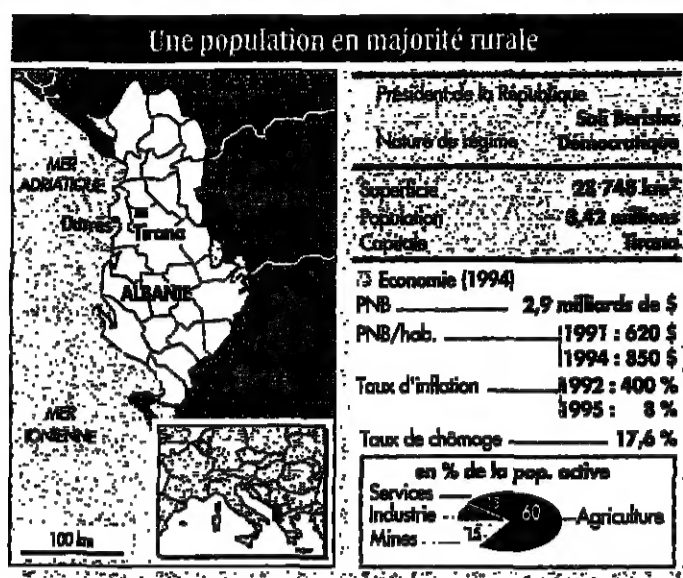 Une population en majorité rurale
MER
ADRIATIQUE
Durres
Tirana
ALBANIE
MER
IONIENNE
100 km
Président de la République
Sali Berisha
Nature de régime Démocratique
Superficie 28 748 km²
Population 3,42 millions
Capitale Tirana
Economie (1994)
PNB 2,9 milliards de $
PNB/hab. 1991 : 620 $
1994 : 850 $
Taux d'inflation 1992 : 400 %
1995 : 8 %
Taux de chômage 17,6 %
en % de la pop. active
Services
Industrie 60 Agriculture
Mines 15